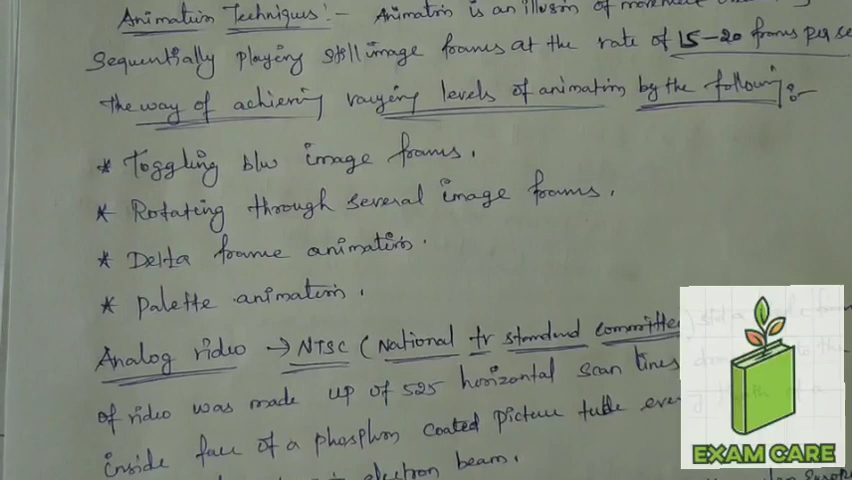 Animation Techniques :- Animation is an illusion of movement
sequentially playing still image frames at the rate of 15-20 frames per se
the way of achieving varying levels of animation by the following :-
* Toggling b/w image frames.
* Rotating through several image frames.
* Delta frame animation.
* Palette animation.
Analog video → NTSC (National tv standard committee)
of video was made up of 525 horizontal scan lines
inside face of a phosphor coated picture tube eve
electron beam.
EXAM CARE